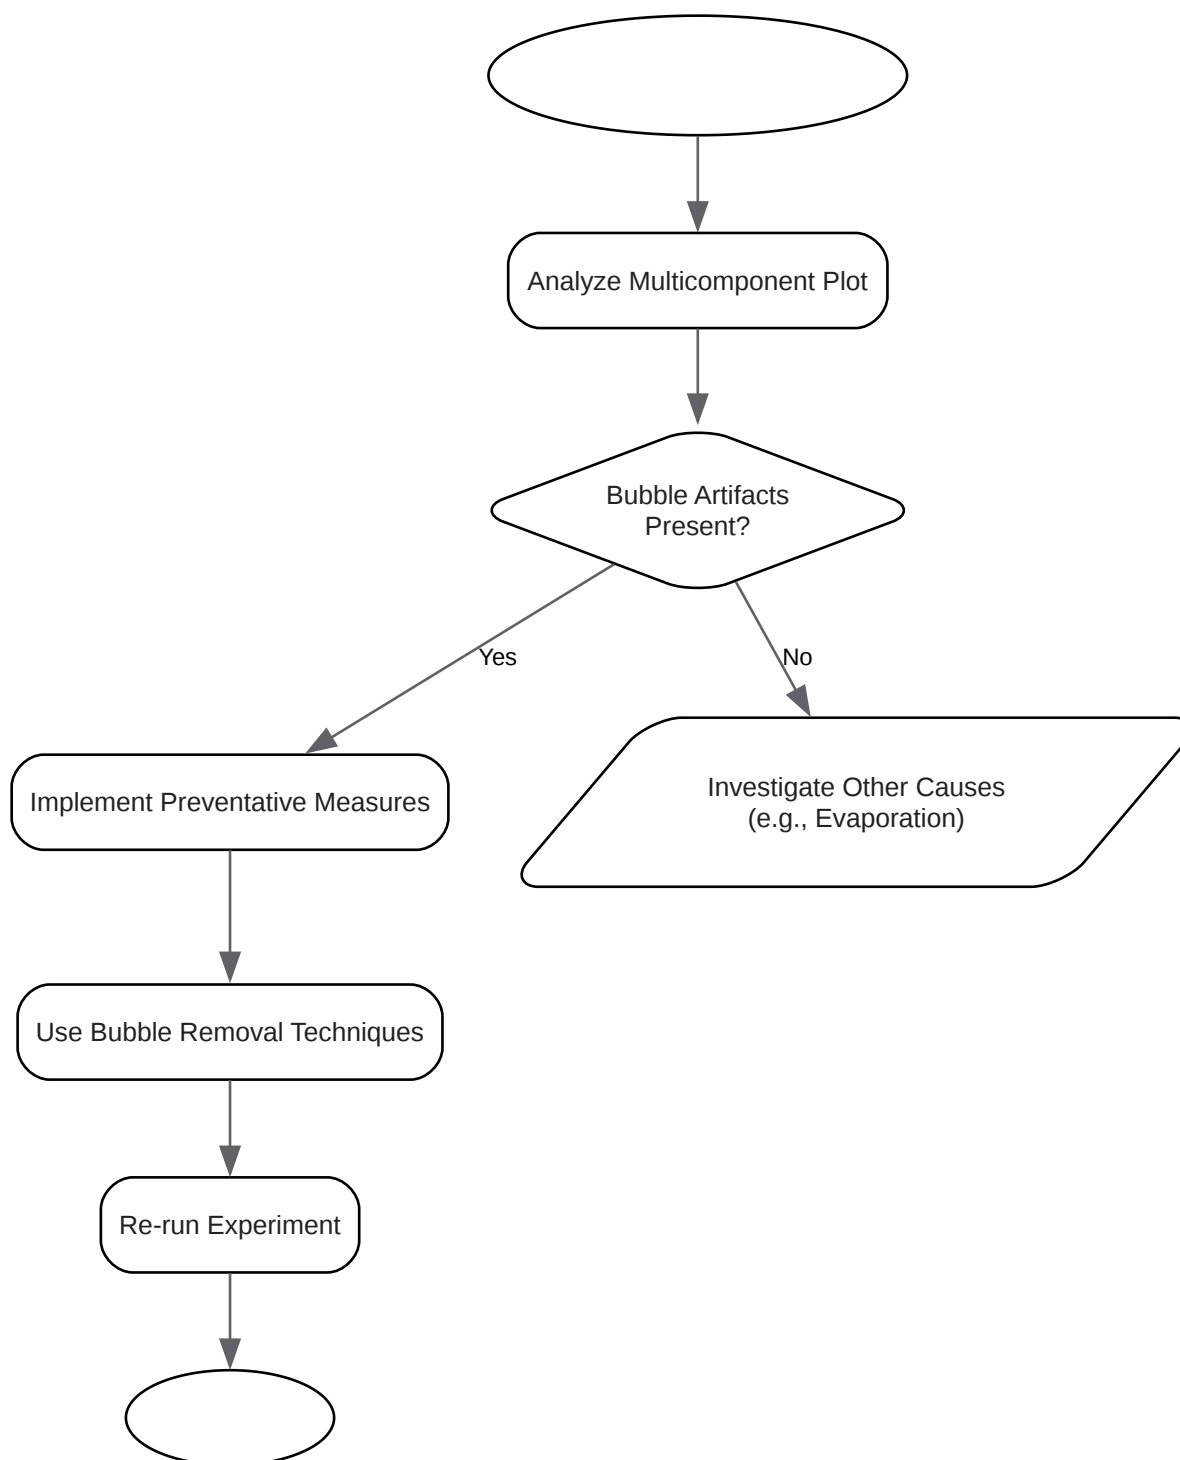 Analyze Multicomponent Plot
Bubble Artifacts
Present?
Yes
No
Implement Preventative Measures
Investigate Other Causes
(e.g., Evaporation)
Use Bubble Removal Techniques
Re-run Experiment